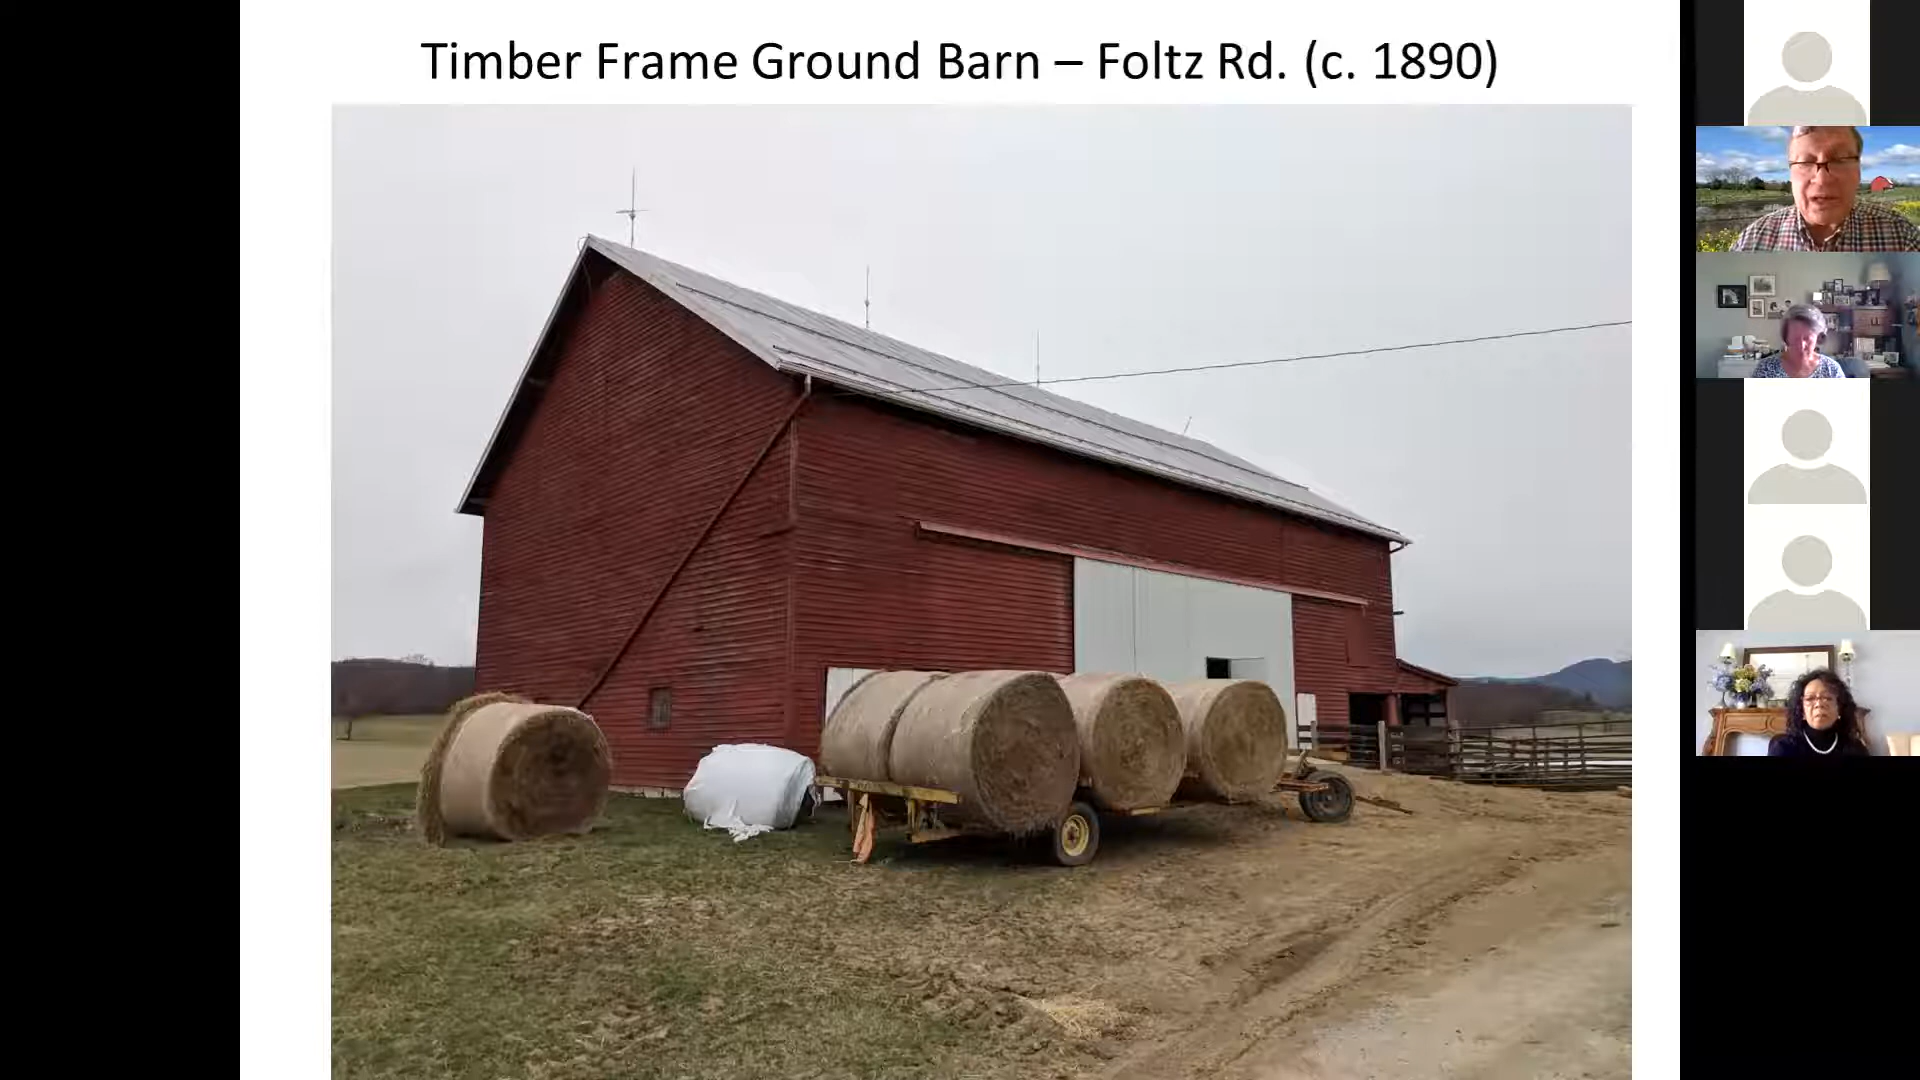 Timber Frame Ground Barn – Foltz Rd. (c. 1890)